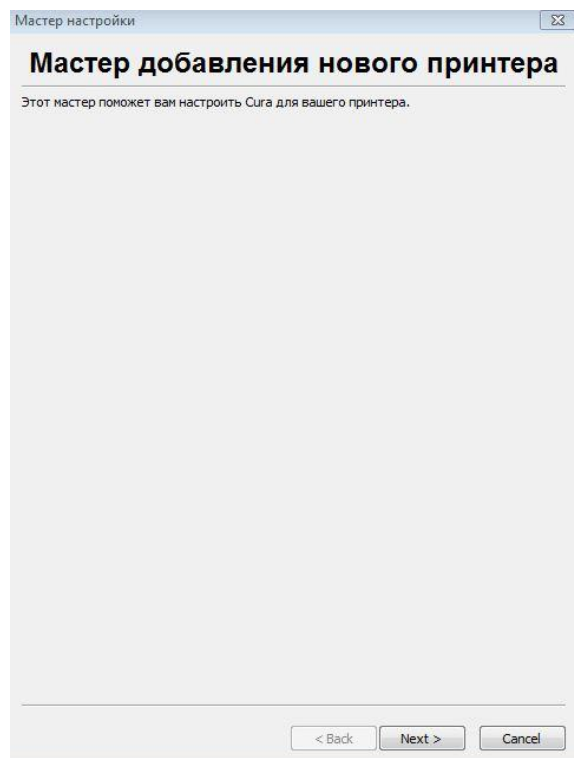 Мастер настройки
Мастер добавления нового принтера
Этот мастер поможет вам настроить Cura для вашего принтера.
< Back Next > Cancel